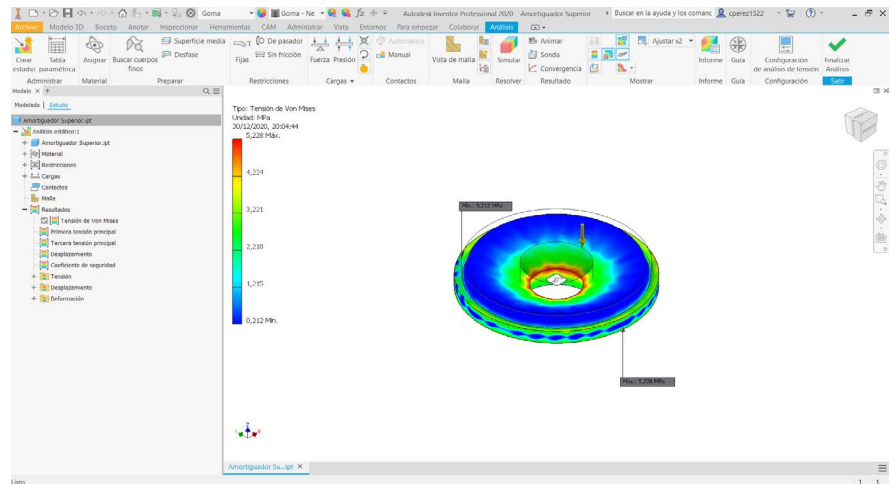 Goma
Goma - Ne
Autodesk Inventor Professional 2020 Amortiguador Superior
Buscar en la ayuda y los comanc
cperez1522
Archivo Modelo 3D Boceto Anotar Inspeccionar Herramientas CAM Administrar Vista Entornos Para empezar Colaborar Análisis
Crear estudio
Tabla paramétrica
Asignar
Buscar cuerpos finos
Superficie media
Desfase
Fijas
De pasador
Sin fricción
Fuerza
Presión
Automáticos
Manual
Vista de malla
Simular
Animar
Sonda
Convergencia
Ajustar x2
Informe
Guía
Configuración de análisis de tensión
Finalizar Análisis
Administrar Material Preparar Restricciones Cargas Contactos Malla Resolver Resultado Mostrar Informe Guía Configuración Salir
Modelo × +
Modelado | Estudio
Amortiguador Superior.ipt
Análisis estático:1
Amortiguador Superior.ipt
Material
Restricciones
Cargas
Contactos
Malla
Resultados
Tensión de Von Mises
Primera tensión principal
Tercera tensión principal
Desplazamiento
Coeficiente de seguridad
Tensión
Desplazamiento
Deformación
Tipo: Tensión de Von Mises
Unidad: MPa
30/12/2020, 20:04:44
5,228 Máx.
4,224
3,221
2,218
1,215
0,212 Mín.
Mín.: 0,212 MPa
Máx.: 5,228 MPa
Amortiguador Su...ipt ×
Listo
1 1